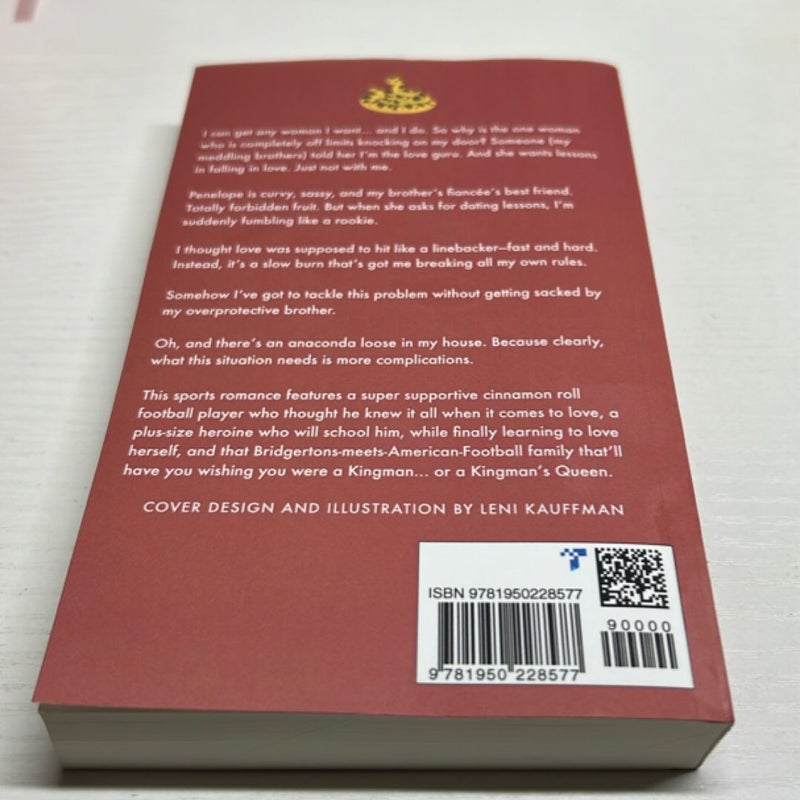 I can get any woman I want... and I do. So why is the one woman
who is completely off limits knocking on my door? Someone (my
meddling brothers) told her I'm the love guru. And she wants lessons
in falling in love. Just not with me.
Penelope is curvy, sassy, and my brother's fiancée's best friend.
Totally forbidden fruit. But when she asks for dating lessons, I'm
suddenly fumbling like a rookie.
I thought love was supposed to hit like a linebacker—fast and hard.
Instead, it's a slow burn that's got me breaking all my own rules.
Somehow I've got to tackle this problem without getting sacked by
my overprotective brother.
Oh, and there's an anaconda loose in my house. Because clearly,
what this situation needs is more complications.
This sports romance features a super supportive cinnamon roll
football player who thought he knew it all when it comes to love, a
plus-size heroine who will school him, while finally learning to love
herself, and that Bridgertons-meets-American-Football family that'll
have you wishing you were a Kingman... or a Kingman's Queen.
COVER DESIGN AND ILLUSTRATION BY LENI KAUFFMAN
ISBN 9781950228577
90000
9 781950 228577